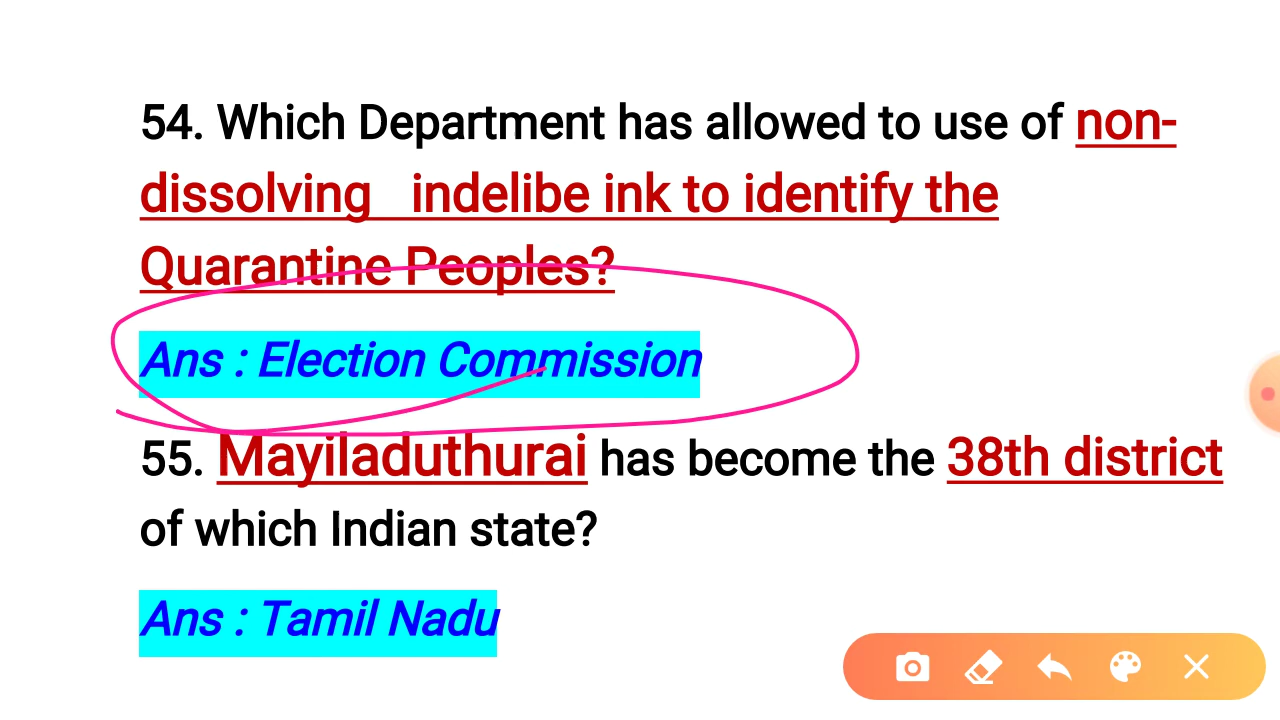 54. Which Department has allowed to use of non-
dissolving indelibe ink to identify the
Quarantine Peoples?
Ans : Election Commission
55. Mayiladuthurai has become the 38th district
of which Indian state?
Ans : Tamil Nadu